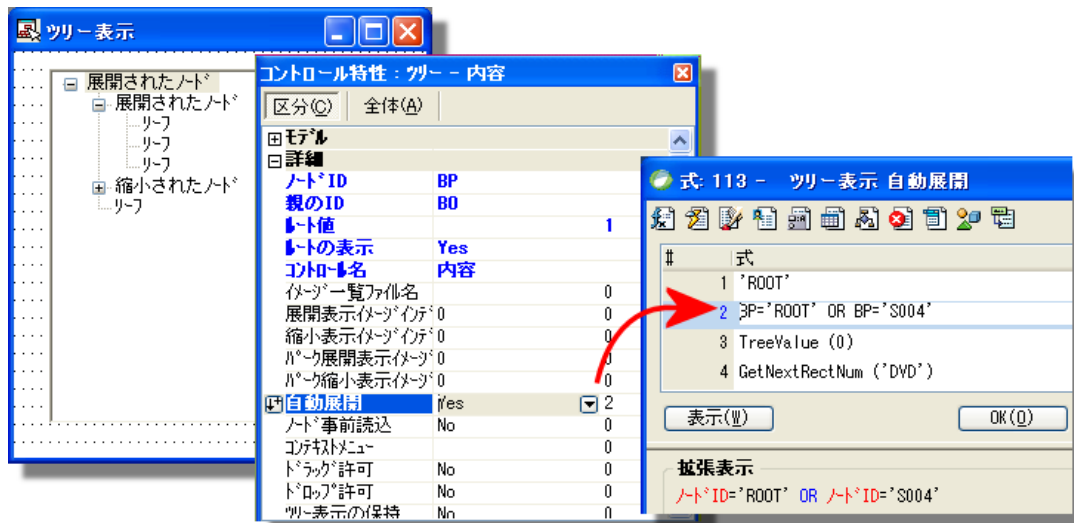 ツリー表示
展開されたノード
展開されたノード
リーフ
リーフ
リーフ
縮小されたノード
リーフ
コントロール特性：ツリー － 内容
区分(C) 全体(A)
モデル
詳細
ノードID BP
親のID BO
ルート値 1
ルートの表示 Yes
コントロール名 内容
イメージ一覧ファイル名 0
展開表示イメージインデ 0 0
縮小表示イメージインデ 0 0
パーク展開表示イメージ 0 0
パーク縮小表示イメージ 0 0
自動展開 Yes 2
ノード事前読込 No 0
コンテキストメニュー 0
ドラッグ許可 No 0
ドロップ許可 No 0
ツリー表示の保持 No 0
式: 113 － ツリー表示 自動展開
# 式
1 'ROOT'
2 BP='ROOT' OR BP='S004'
3 TreeValue (0)
4 GetNextRectNum ('DVD')
表示(W) OK(O)
拡張表示
ノードID='ROOT' OR ノードID='S004'